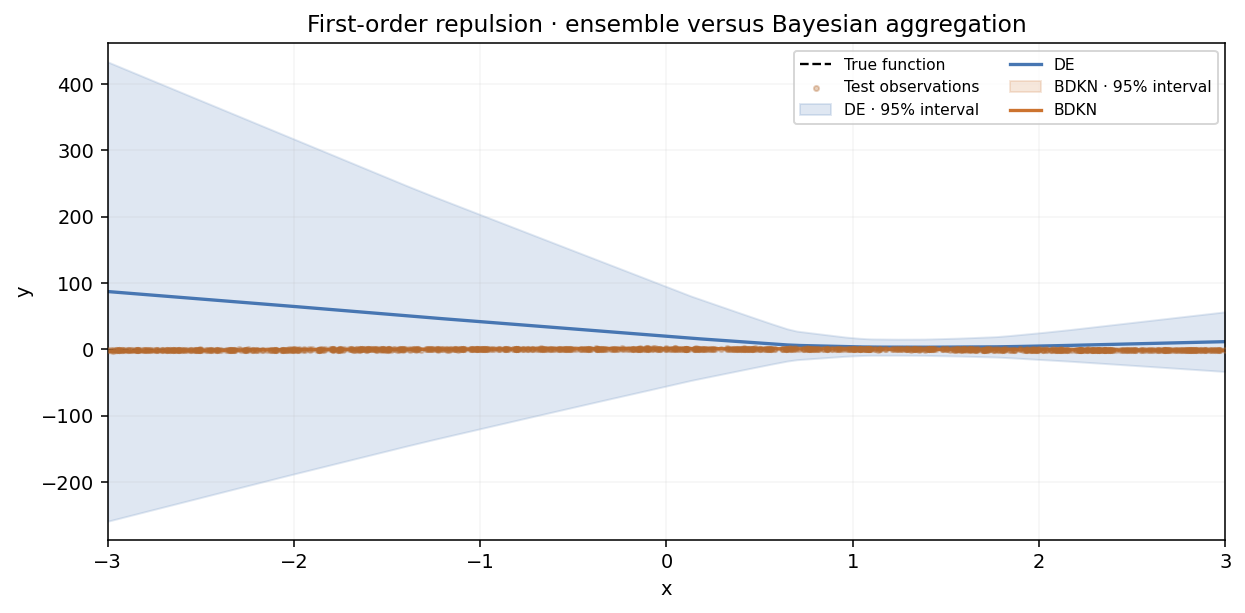 First-order repulsion · ensemble versus Bayesian aggregation
True function
Test observations
DE · 95% interval
DE
BDKN · 95% interval
BDKN
y
400
300
200
100
0
−100
−200
−3
−2
−1
0
1
2
3
x